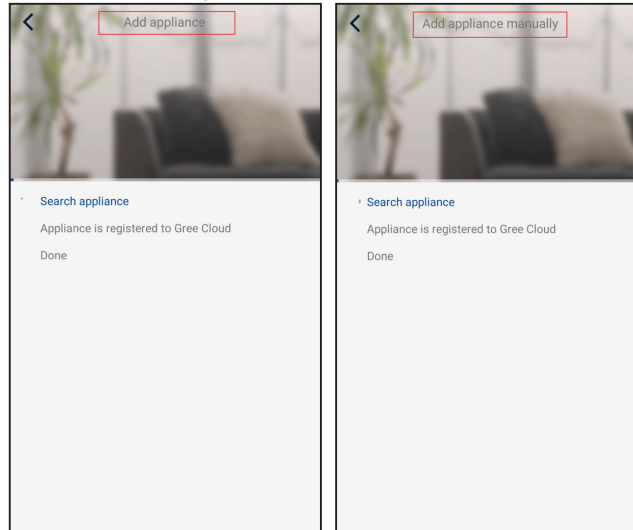 Add appliance
Search appliance
Appliance is registered to Gree Cloud
Done
Add appliance manually
Search appliance
Appliance is registered to Gree Cloud
Done